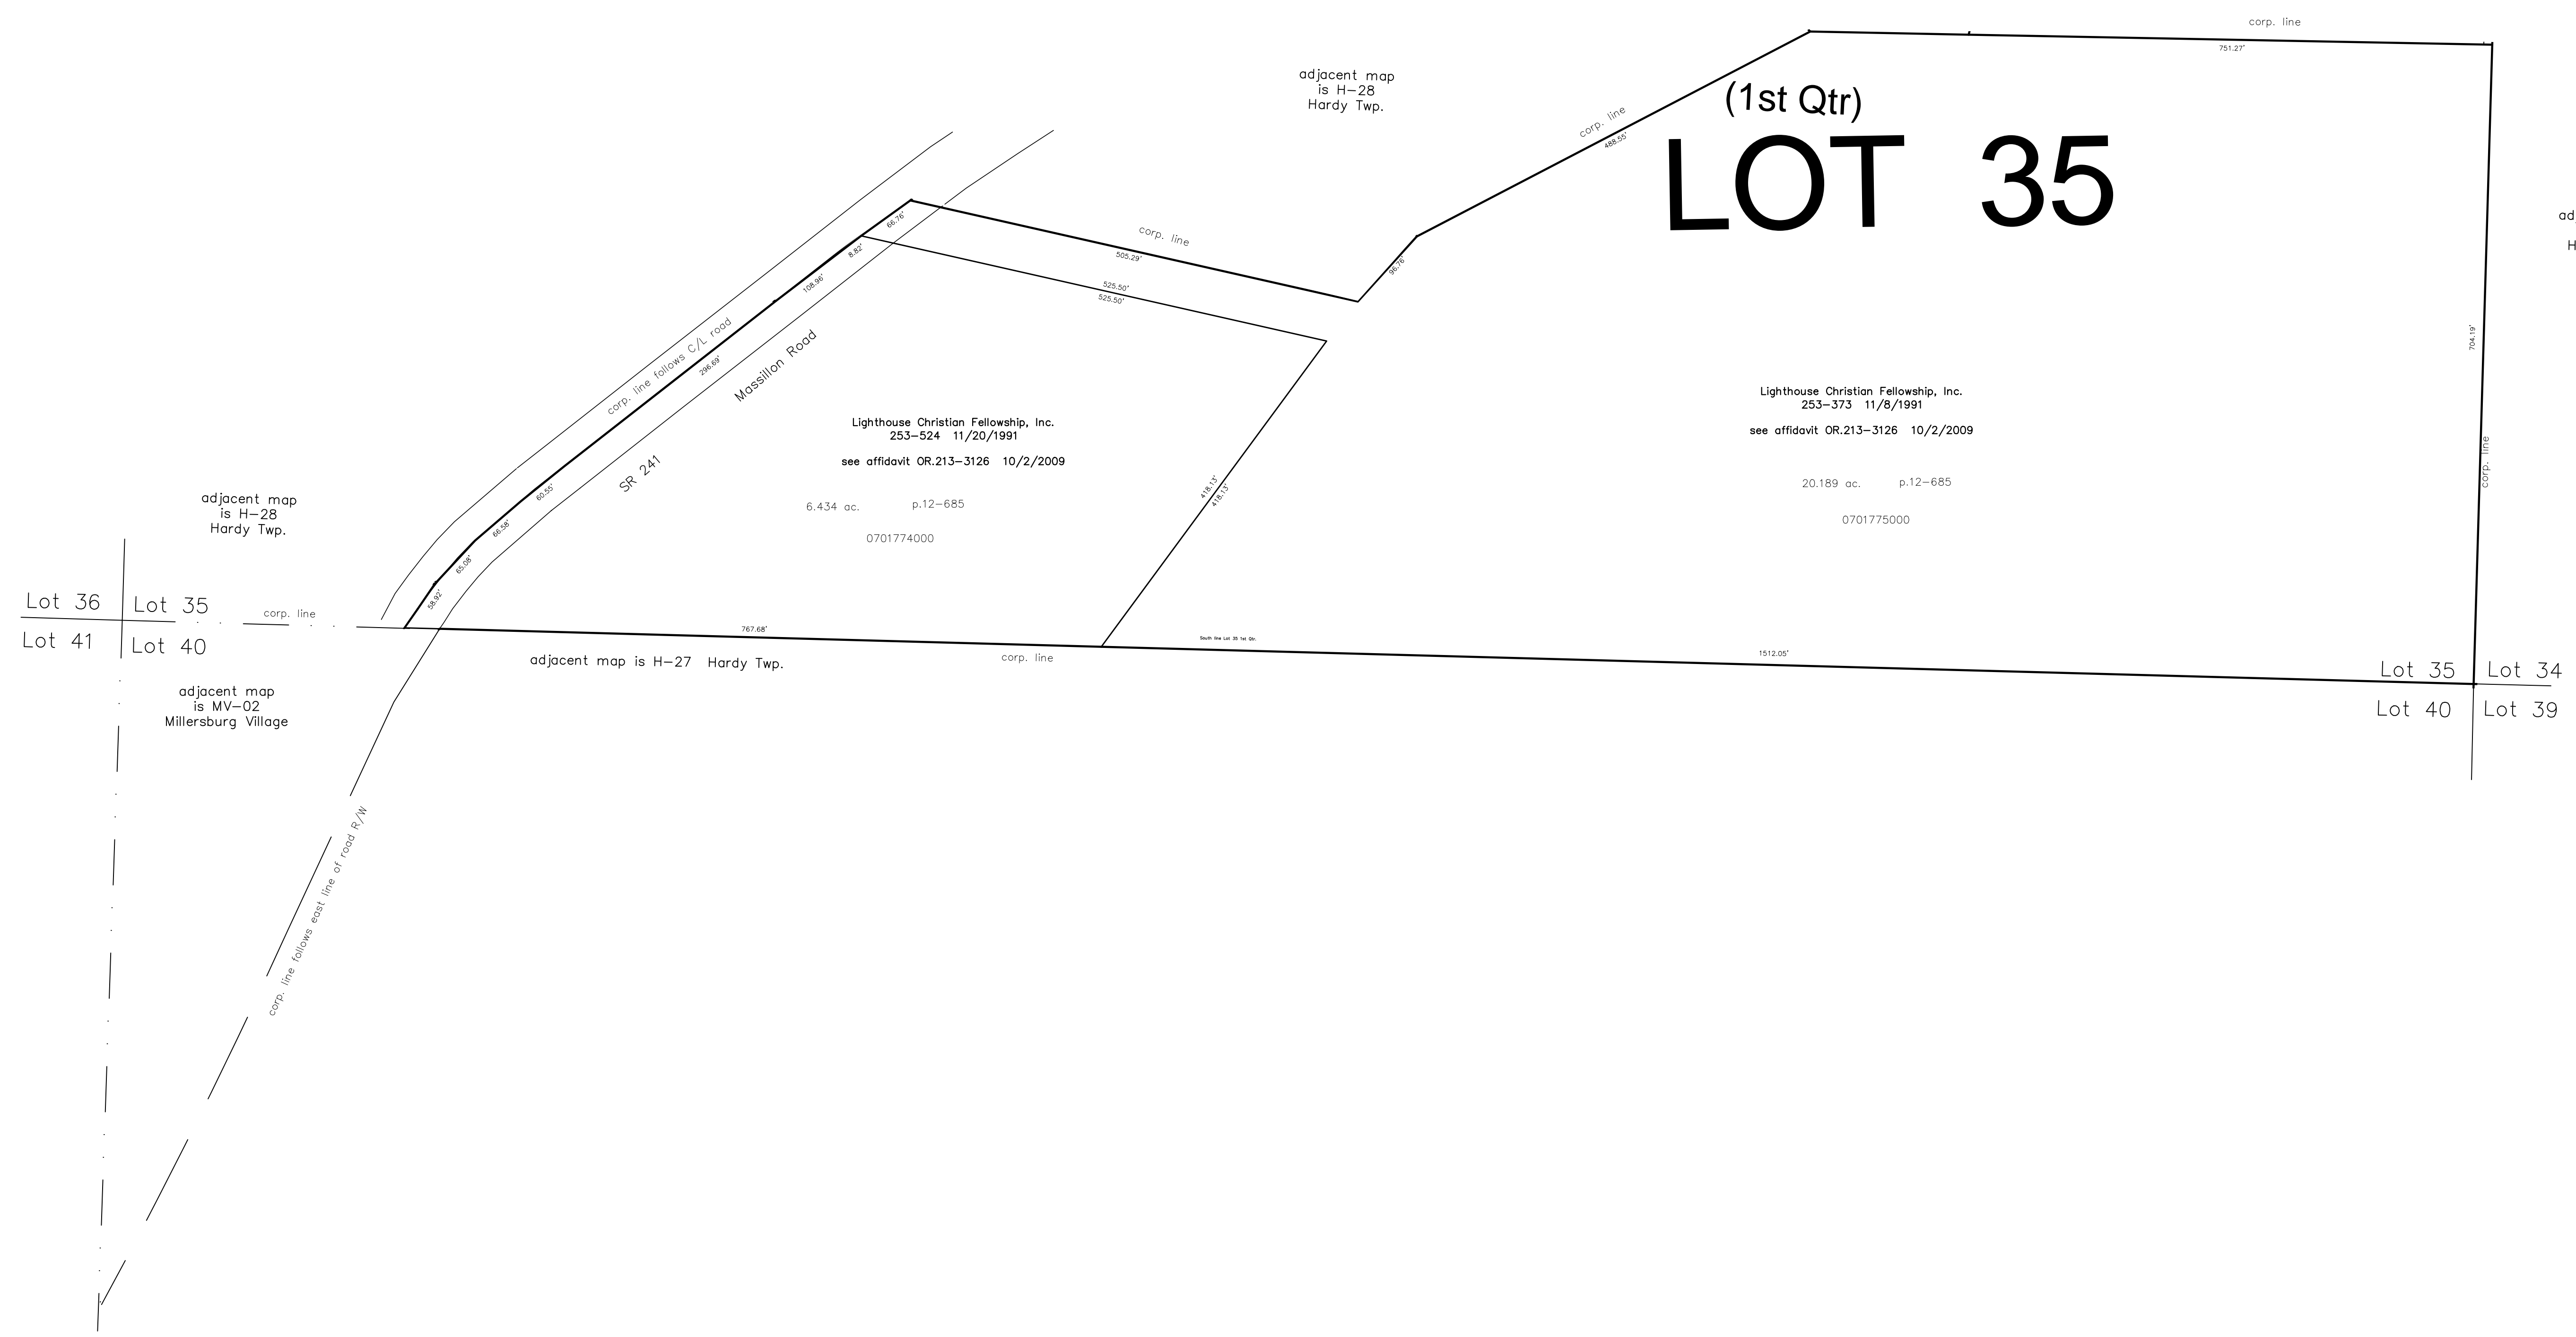 corp. line
751.27'
adjacent map
is H-28
Hardy Twp.
(1st Qtr)
LOT 35
corp. line
488.55'
96.76'
corp. line
505.29'
525.50'
525.50'
66.76'
8.82'
108.96'
corp. line follows C/L road
296.69'
Massillon Road
SR 241
60.55'
66.58'
65.08'
58.92'
704.19'
corp. line
Lighthouse Christian Fellowship, Inc.
253-373 11/8/1991
see affidavit OR.213-3126 10/2/2009
20.189 ac. p.12-685
0701775000
Lighthouse Christian Fellowship, Inc.
253-524 11/20/1991
see affidavit OR.213-3126 10/2/2009
6.434 ac. p.12-685
0701774000
418.13'
418.13'
adjacent map
is H-28
Hardy Twp.
Lot 36 Lot 35
corp. line
Lot 41 Lot 40
767.68'
South line Lot 35 1st Qtr.
1512.05'
adjacent map is H-27 Hardy Twp.
corp. line
Lot 35 Lot 34
Lot 40 Lot 39
adjacent map
is MV-02
Millersburg Village
corp. line follows east line of road R/W
ad
H